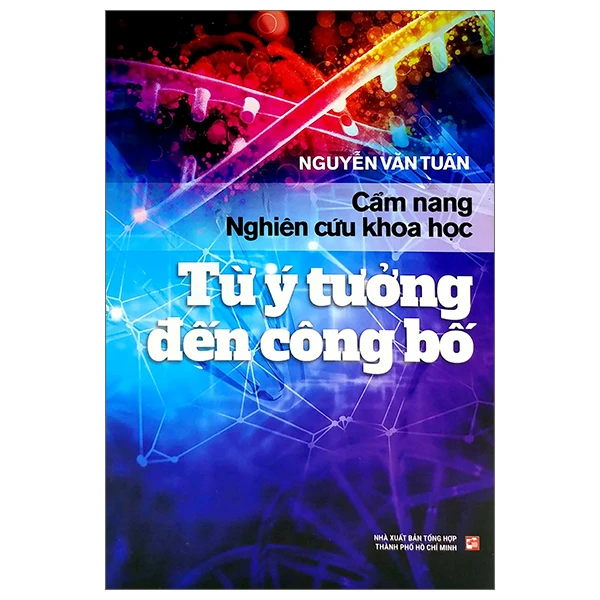 NGUYỄN VĂN TUẤN
Cẩm nang
Nghiên cứu khoa học
Từ ý tưởng
đến công bố
NHÀ XUẤT BẢN TỔNG HỢP
THÀNH PHỐ HỒ CHÍ MINH